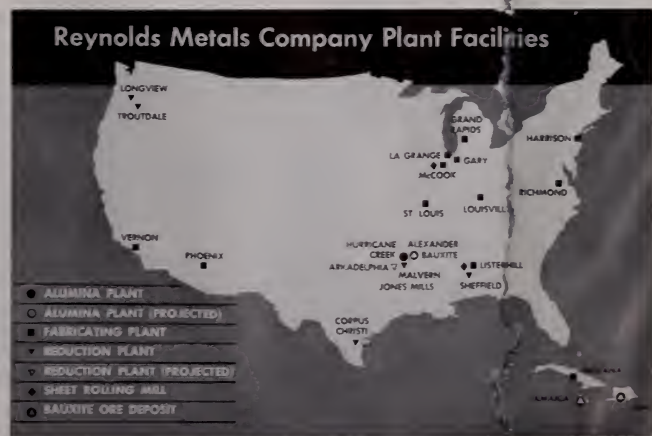 Reynolds Metals Company Plant Facilities
LONGVIEW
TROUTDALE
GRAND
RAPIDS
HARRISON
LA GRANGE
GARY
McCOOK
RICHMOND
ST LOUIS
LOUISVILLE
VERNON
PHOENIX
HURRICANE
CREEK
ALEXANDER
BAUXITE
ARKADELPHIA
MALVERN
JONES MILLS
LISTERHILL
SHEFFIELD
CORPUS
CHRISTI
ALUMINA PLANT
ALUMINA PLANT (PROJECTED)
FABRICATING PLANT
REDUCTION PLANT
REDUCTION PLANT (PROJECTED)
SHEET ROLLING MILL
BAUXITE ORE DEPOSIT
JAMAICA